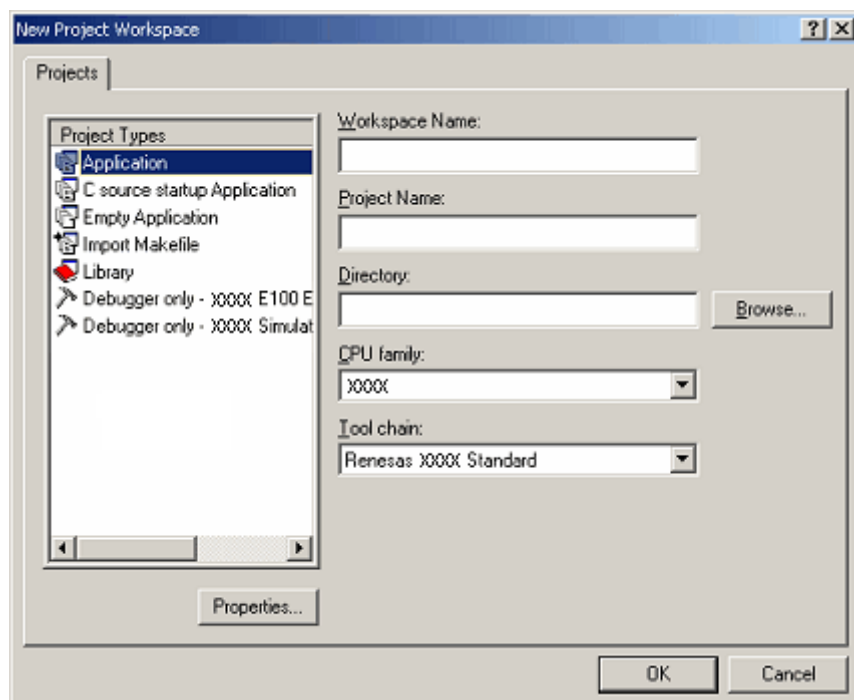 New Project Workspace
Projects
Project Types
Application
C source startup Application
Empty Application
Import Makefile
Library
Debugger only - XXXX E100 E
Debugger only - XXXX Simulat
Properties...
Workspace Name:
Project Name:
Directory:
Browse...
CPU family:
XXXX
Tool chain:
Renesas XXXX Standard
OK
Cancel